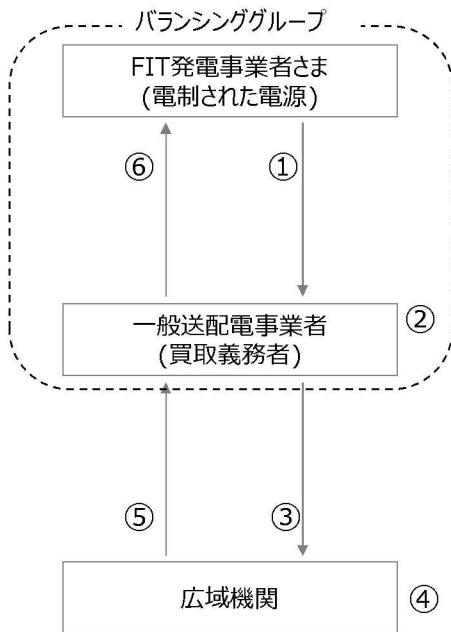 バランシンググループ
FIT発電事業者さま
(電制された電源)
⑥
①
一般送配電事業者
(買取義務者)
②
⑤
③
広域機関
④